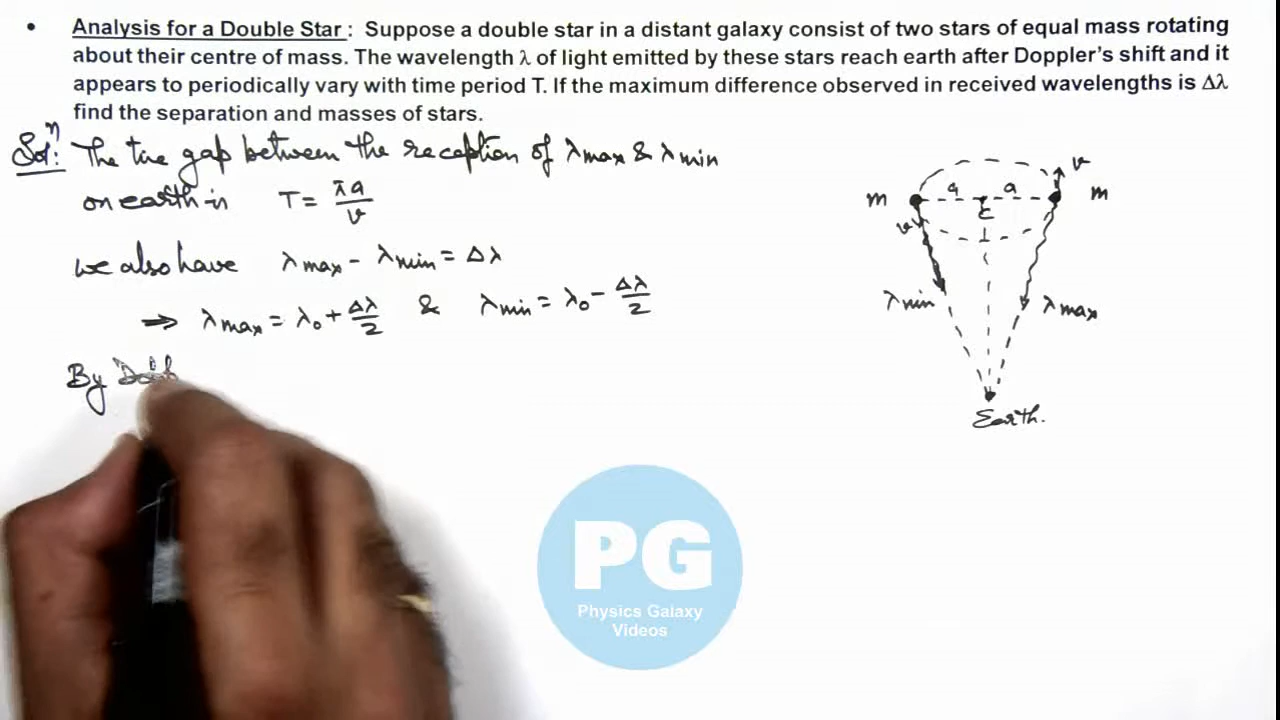 • Analysis for a Double Star : Suppose a double star in a distant galaxy consist of two stars of equal mass rotating
about their centre of mass. The wavelength λ of light emitted by these stars reach earth after Doppler's shift and it
appears to periodically vary with time period T. If the maximum difference observed in received wavelengths is Δλ
find the separation and masses of stars.
Solⁿ: The time gap between the reception of λmax & λmin
on earth is T = πa/v
we also have λmax - λmin = Δλ
⇒ λmax = λ₀ + Δλ/2 & λmin = λ₀ - Δλ/2
By
m a a m
v
C
v
λmin λmax
Earth.
PG
Physics Galaxy
Videos